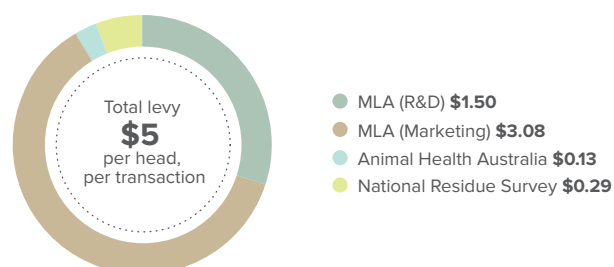 Total levy
$5
per head,
per transaction
MLA (R&D) $1.50
MLA (Marketing) $3.08
Animal Health Australia $0.13
National Residue Survey $0.29